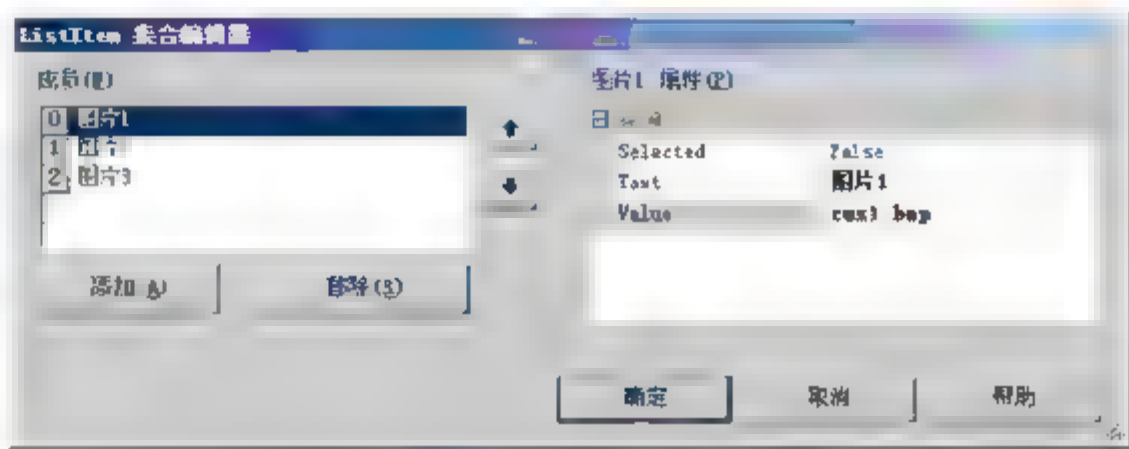 ListItem 集合编辑器
成员(M)
0 图片1
1 图片
2 图片3
添加(A)
移除(R)
图片1 属性(P)
Selected False
Text 图片1
Value
确定
取消
帮助